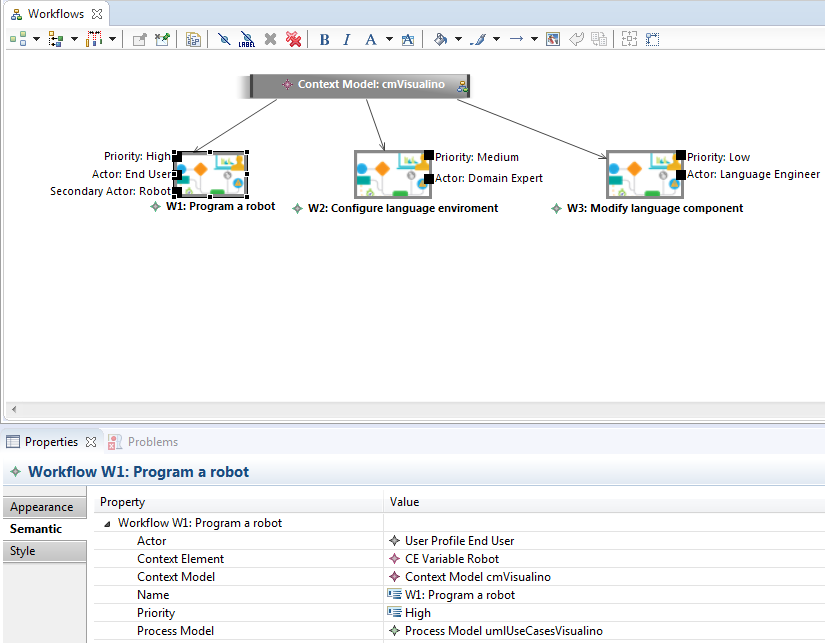 Workflows
LABEL
B I A A
Context Model: cmVisualino
Priority: High
Actor: End User
Secondary Actor: Robot
W1: Program a robot
Priority: Medium
Actor: Domain Expert
W2: Configure language enviroment
Priority: Low
Actor: Language Engineer
W3: Modify language component
Properties
Problems
Workflow W1: Program a robot
Appearance
Semantic
Style
Property Value
Workflow W1: Program a robot
Actor User Profile End User
Context Element CE Variable Robot
Context Model Context Model cmVisualino
Name W1: Program a robot
Priority High
Process Model Process Model umlUseCasesVisualino